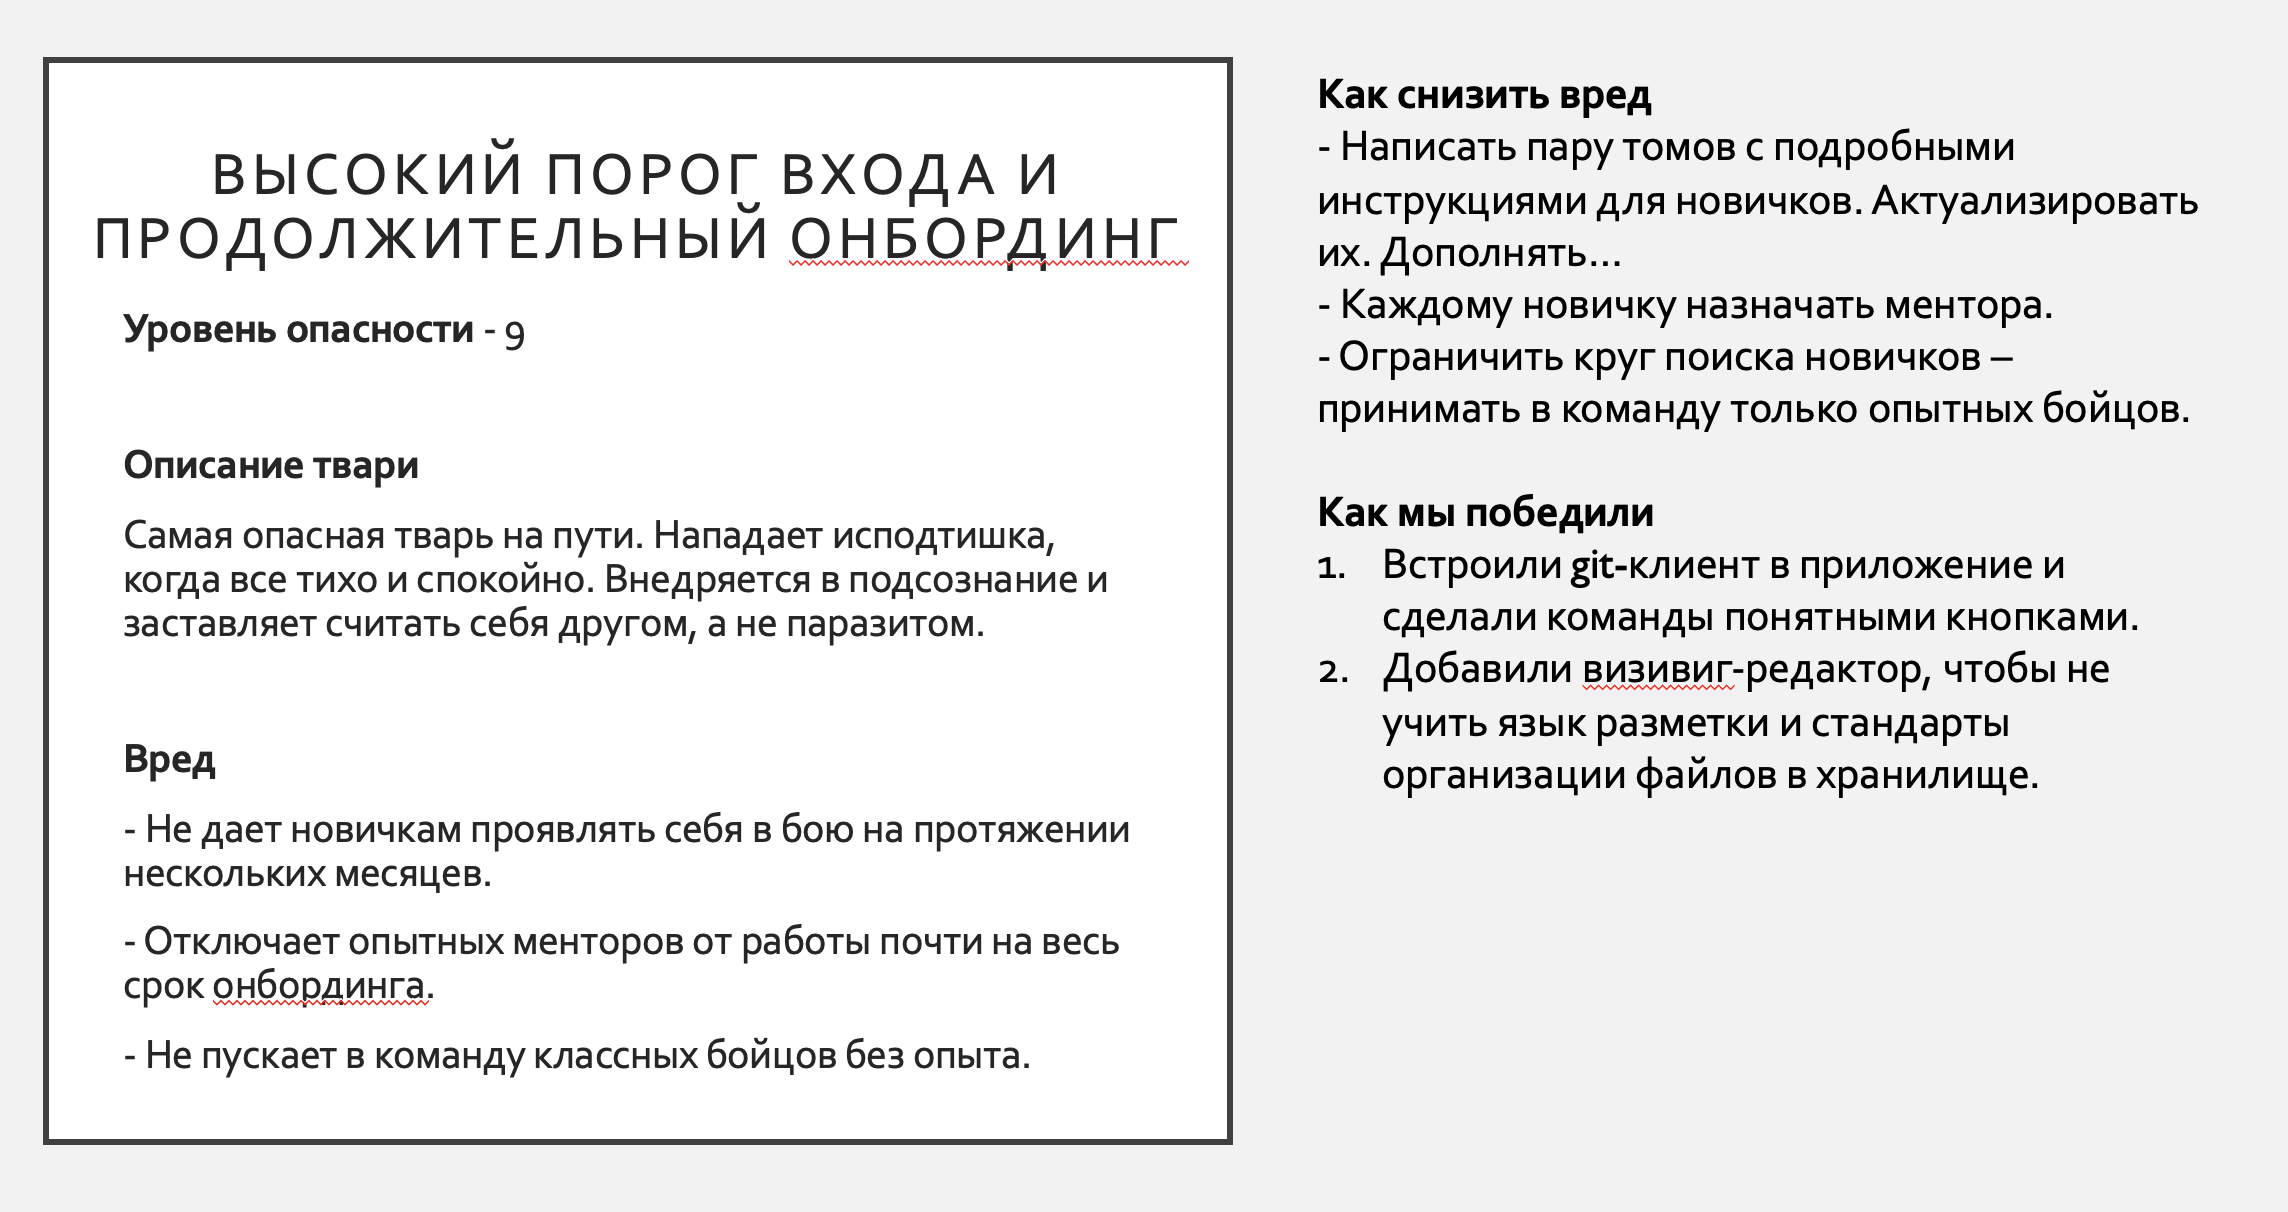 ВЫСОКИЙ ПОРОГ ВХОДА И
ПРОДОЛЖИТЕЛЬНЫЙ ОНБОРДИНГ
Уровень опасности - 9
Описание твари
Самая опасная тварь на пути. Нападает исподтишка,
когда все тихо и спокойно. Внедряется в подсознание и
заставляет считать себя другом, а не паразитом.
Вред
- Не дает новичкам проявлять себя в бою на протяжении
нескольких месяцев.
- Отключает опытных менторов от работы почти на весь
срок онбординга.
- Не пускает в команду классных бойцов без опыта.
Как снизить вред
- Написать пару томов с подробными
инструкциями для новичков. Актуализировать
их. Дополнять...
- Каждому новичку назначать ментора.
- Ограничить круг поиска новичков –
принимать в команду только опытных бойцов.
Как мы победили
1. Встроили git-клиент в приложение и
сделали команды понятными кнопками.
2. Добавили визивиг-редактор, чтобы не
учить язык разметки и стандарты
организации файлов в хранилище.